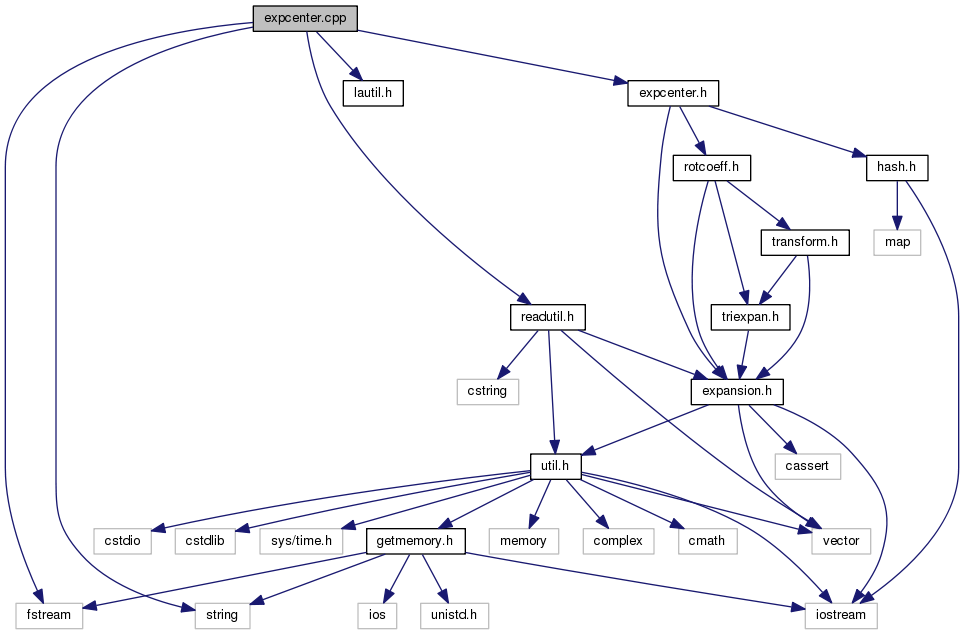 expcenter.cpp
lautil.h
expcenter.h
rotcoeff.h
hash.h
transform.h
map
readutil.h
triexpan.h
cstring
expansion.h
util.h
cassert
cstdio
cstdlib
sys/time.h
getmemory.h
memory
complex
cmath
vector
fstream
string
ios
unistd.h
iostream